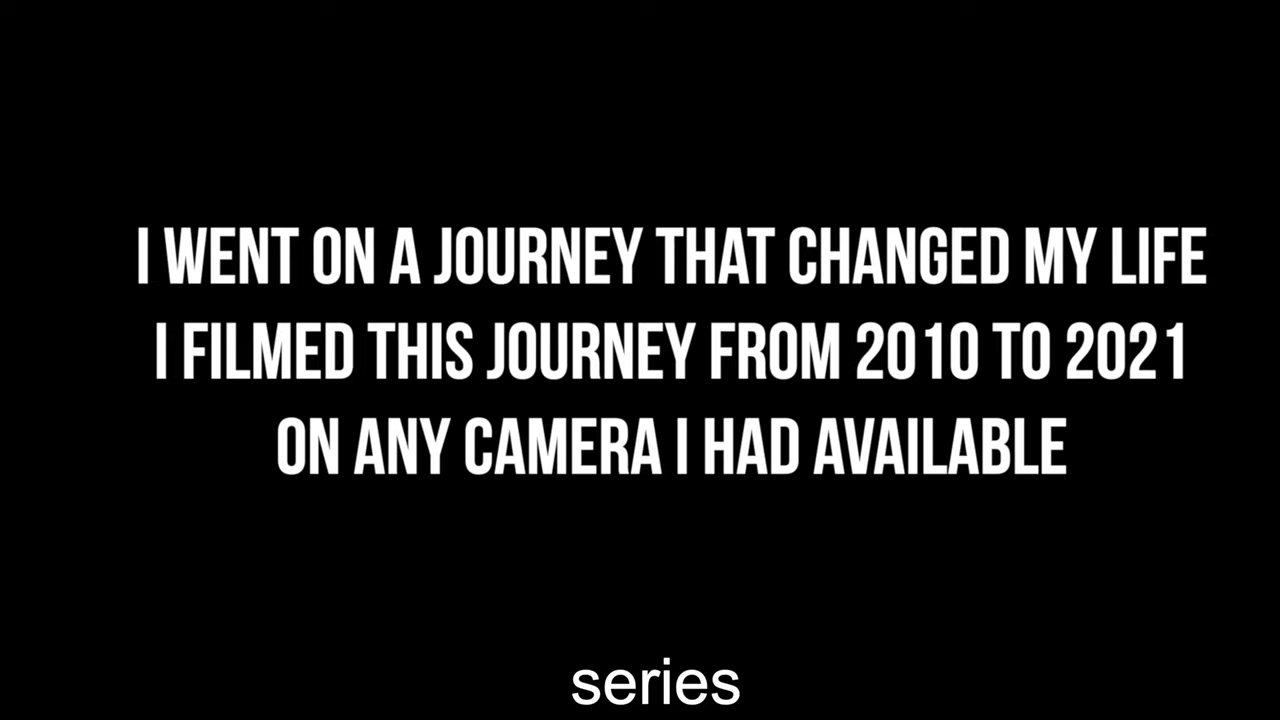 I WENT ON A JOURNEY THAT CHANGED MY LIFE
I FILMED THIS JOURNEY FROM 2010 TO 2021
ON ANY CAMERA I HAD AVAILABLE
series